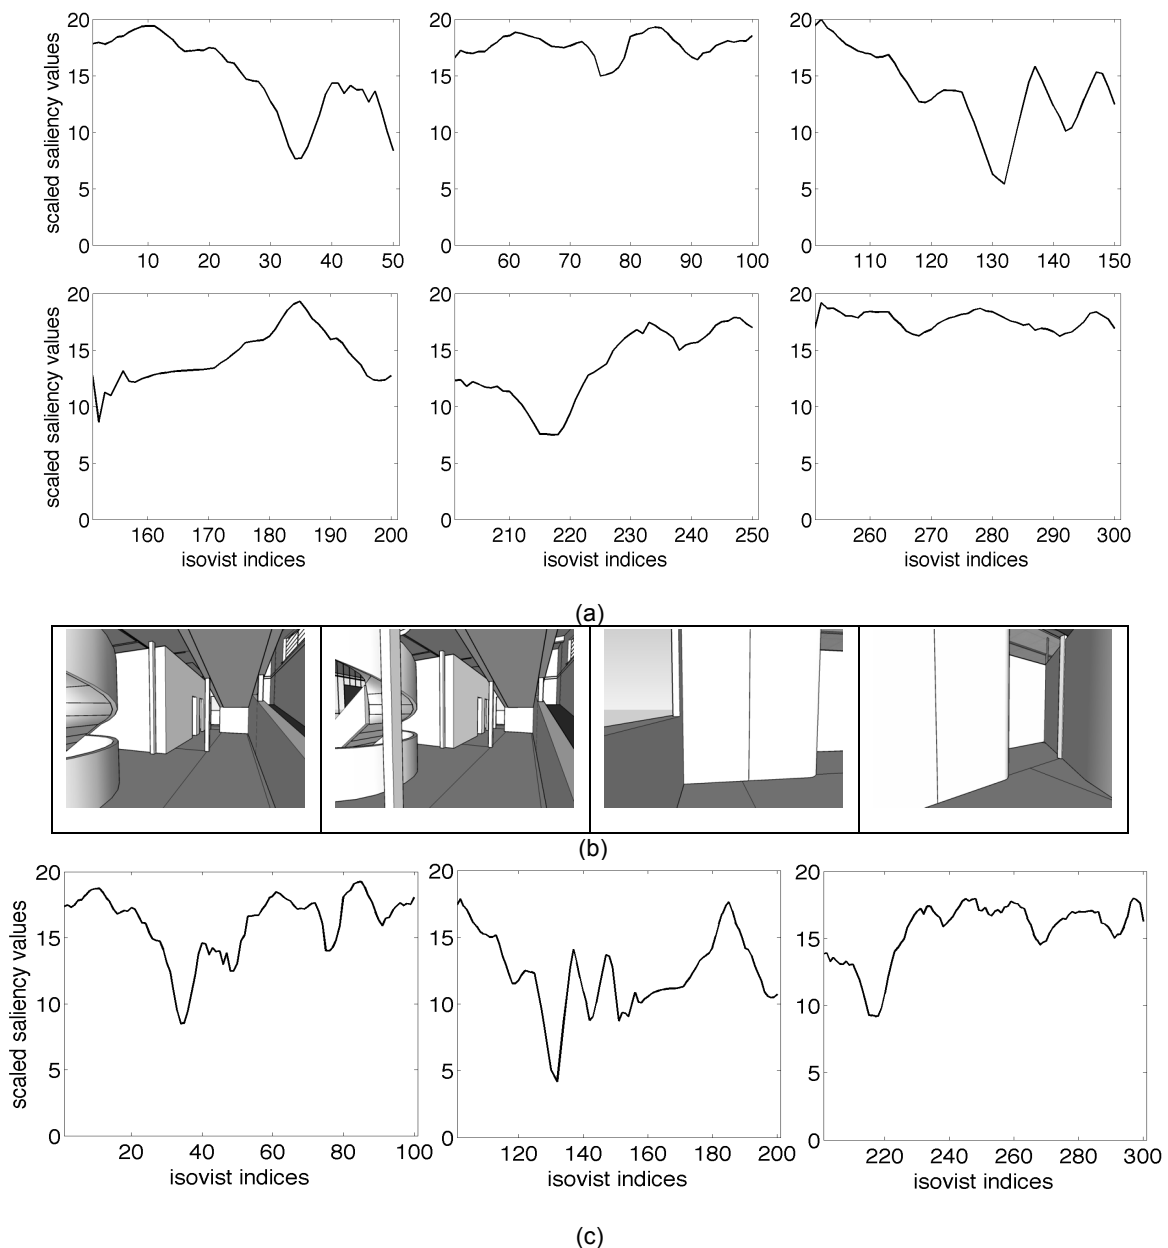 scaled saliency values
20
15
10
5
0
10 20 30 40 50
20
15
10
5
0
60 70 80 90 100
20
15
10
5
0
110 120 130 140 150
scaled saliency values
20
15
10
5
0
160 170 180 190 200
isovist indices
20
15
10
5
0
210 220 230 240 250
isovist indices
20
15
10
5
0
260 270 280 290 300
isovist indices
(a)
(b)
scaled saliency values
20
15
10
5
0
20 40 60 80 100
isovist indices
20
15
10
5
0
120 140 160 180 200
isovist indices
20
15
10
5
0
220 240 260 280 300
isovist indices
(c)